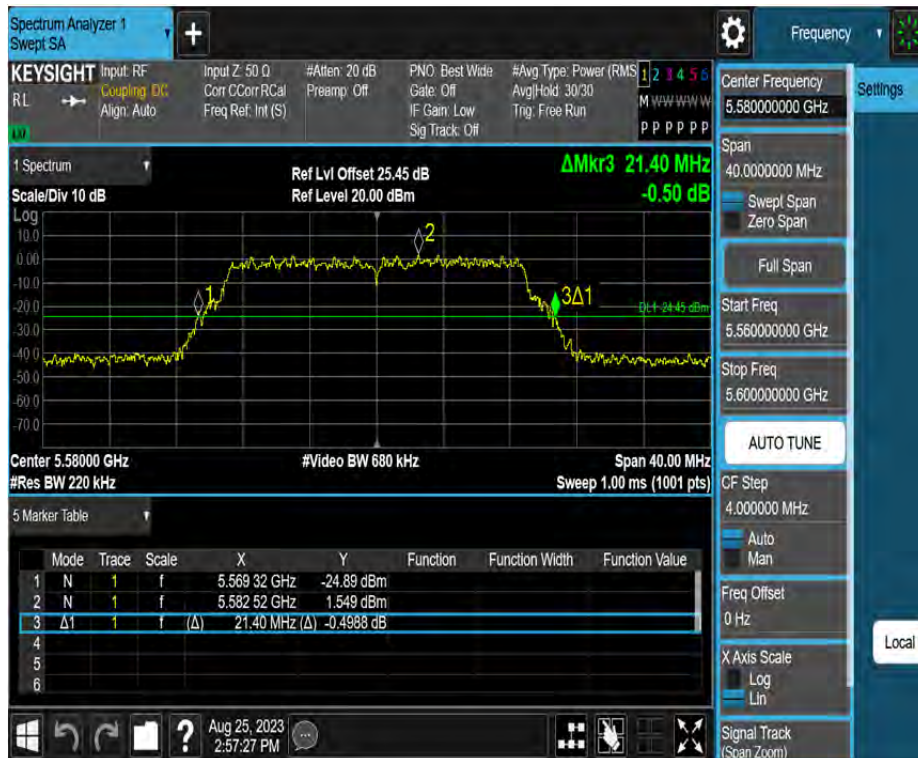 Spectrum Analyzer 1
Swept SA
Frequency
KEYSIGHT
RL
Input: RF
Coupling: DC
Align: Auto
Input Z: 50 Ω
Corr CCorr RCal
Freq Ref: Int (S)
#Atten: 20 dB
Preamp: Off
PNO: Best Wide
Gate: Off
IF Gain: Low
Sig Track: Off
#Avg Type: Power (RMS
Avg|Hold: 30/30
Trig: Free Run
1 2 3 4 5 6
M W W W W W
P P P P P P
LXI
1 Spectrum
Scale/Div 10 dB
Ref Lvl Offset 25.45 dB
Ref Level 20.00 dBm
ΔMkr3 21.40 MHz
-0.50 dB
Log
10.0
0.00
-10.0
-20.0
-30.0
-40.0
-50.0
-60.0
-70.0
1
2
3Δ1
DL1 -24.45 dBm
Center 5.58000 GHz
#Res BW 220 kHz
#Video BW 680 kHz
Span 40.00 MHz
Sweep 1.00 ms (1001 pts)
5 Marker Table
Mode Trace Scale X Y Function Function Width Function Value
1 N 1 f 5.569 32 GHz -24.89 dBm
2 N 1 f 5.582 52 GHz 1.549 dBm
3 Δ1 1 f (Δ) 21.40 MHz (Δ) -0.4988 dB
4
5
6
?
Aug 25, 2023
2:57:27 PM
Center Frequency
5.580000000 GHz
Span
40.0000000 MHz
Swept Span
Zero Span
Full Span
Start Freq
5.560000000 GHz
Stop Freq
5.600000000 GHz
AUTO TUNE
CF Step
4.000000 MHz
Auto
Man
Freq Offset
0 Hz
X Axis Scale
Log
Lin
Signal Track
(Span Zoom)
Settings
Local